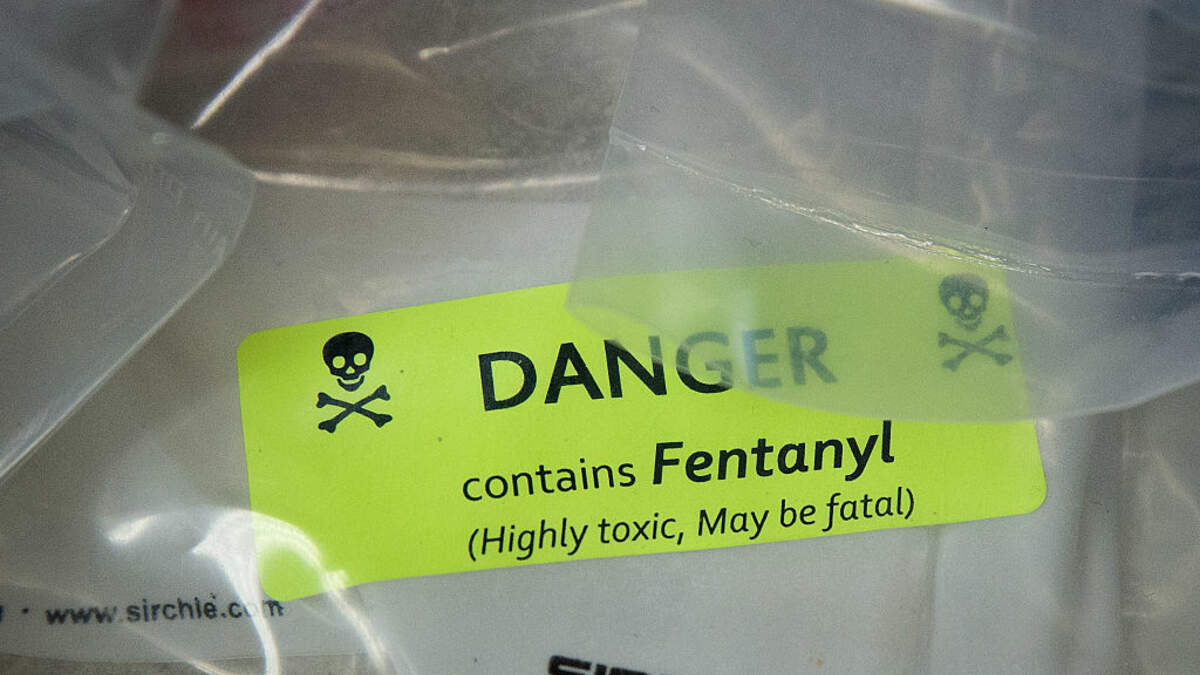 DANGER
contains Fentanyl
(Highly toxic, May be fatal)
www.sirchie.com